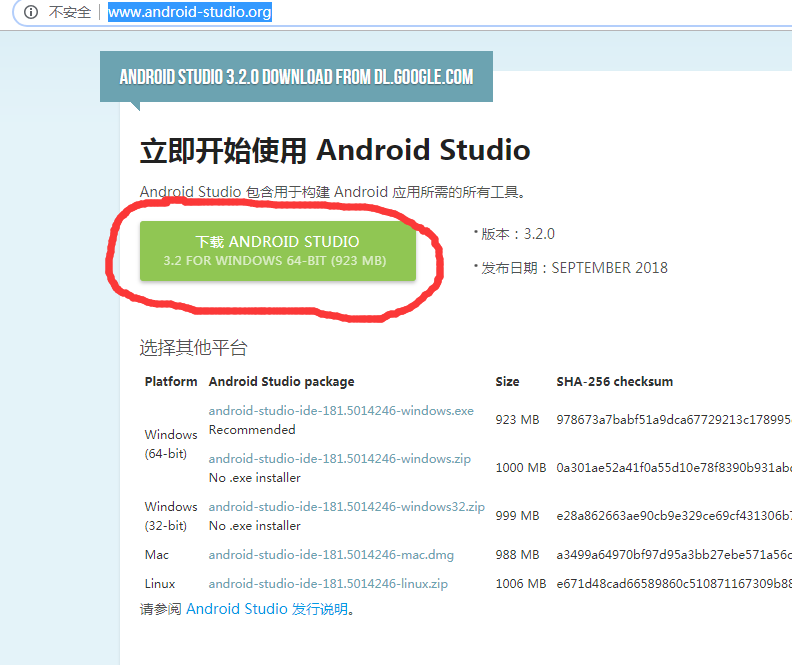 不安全 www.android-studio.org
ANDROID STUDIO 3.2.0 DOWNLOAD FROM DL.GOOGLE.COM
立即开始使用 Android Studio
Android Studio 包含用于构建 Android 应用所需的所有工具。
下载 ANDROID STUDIO
3.2 FOR WINDOWS 64-BIT (923 MB)
· 版本：3.2.0
· 发布日期：SEPTEMBER 2018
选择其他平台
Platform Android Studio package Size SHA-256 checksum
Windows (64-bit)
android-studio-ide-181.5014246-windows.exe 923 MB 978673a7babf51a9dca67729213c178995
Recommended
android-studio-ide-181.5014246-windows.zip 1000 MB 0a301ae52a41f0a55d10e78f8390b931ab
No .exe installer
Windows (32-bit)
android-studio-ide-181.5014246-windows32.zip 999 MB e28a862663ae90cb9e329ce69cf431306b
No .exe installer
Mac android-studio-ide-181.5014246-mac.dmg 988 MB a3499a64970bf97d95a3bb27ebe571a56c
Linux android-studio-ide-181.5014246-linux.zip 1006 MB e671d48cad66589860c510871167309b88
请参阅 Android Studio 发行说明。